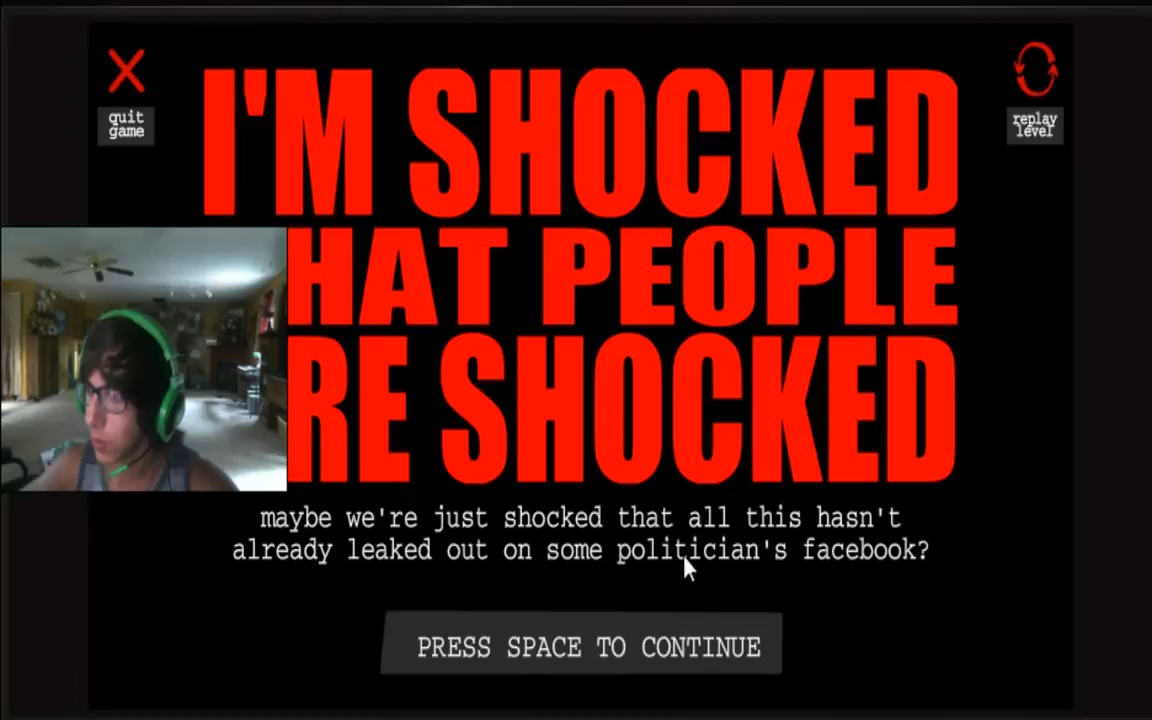 I'M SHOCKED
HAT PEOPLE
RE SHOCKED
quit
game
replay
level
maybe we're just shocked that all this hasn't
already leaked out on some politician's facebook?
PRESS SPACE TO CONTINUE